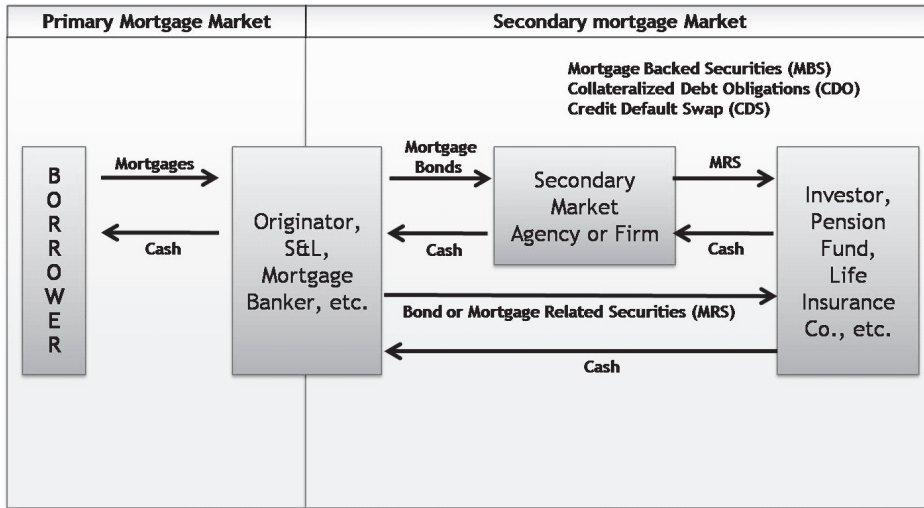 Primary Mortgage Market
Secondary mortgage Market
Mortgage Backed Securities (MBS)
Collateralized Debt Obligations (CDO)
Credit Default Swap (CDS)
BORROWER
Mortgages
Cash
Originator,
S&L,
Mortgage
Banker, etc.
Mortgage
Bonds
Cash
Secondary
Market
Agency or Firm
MRS
Cash
Investor,
Pension
Fund,
Life
Insurance
Co., etc.
Bond or Mortgage Related Securities (MRS)
Cash